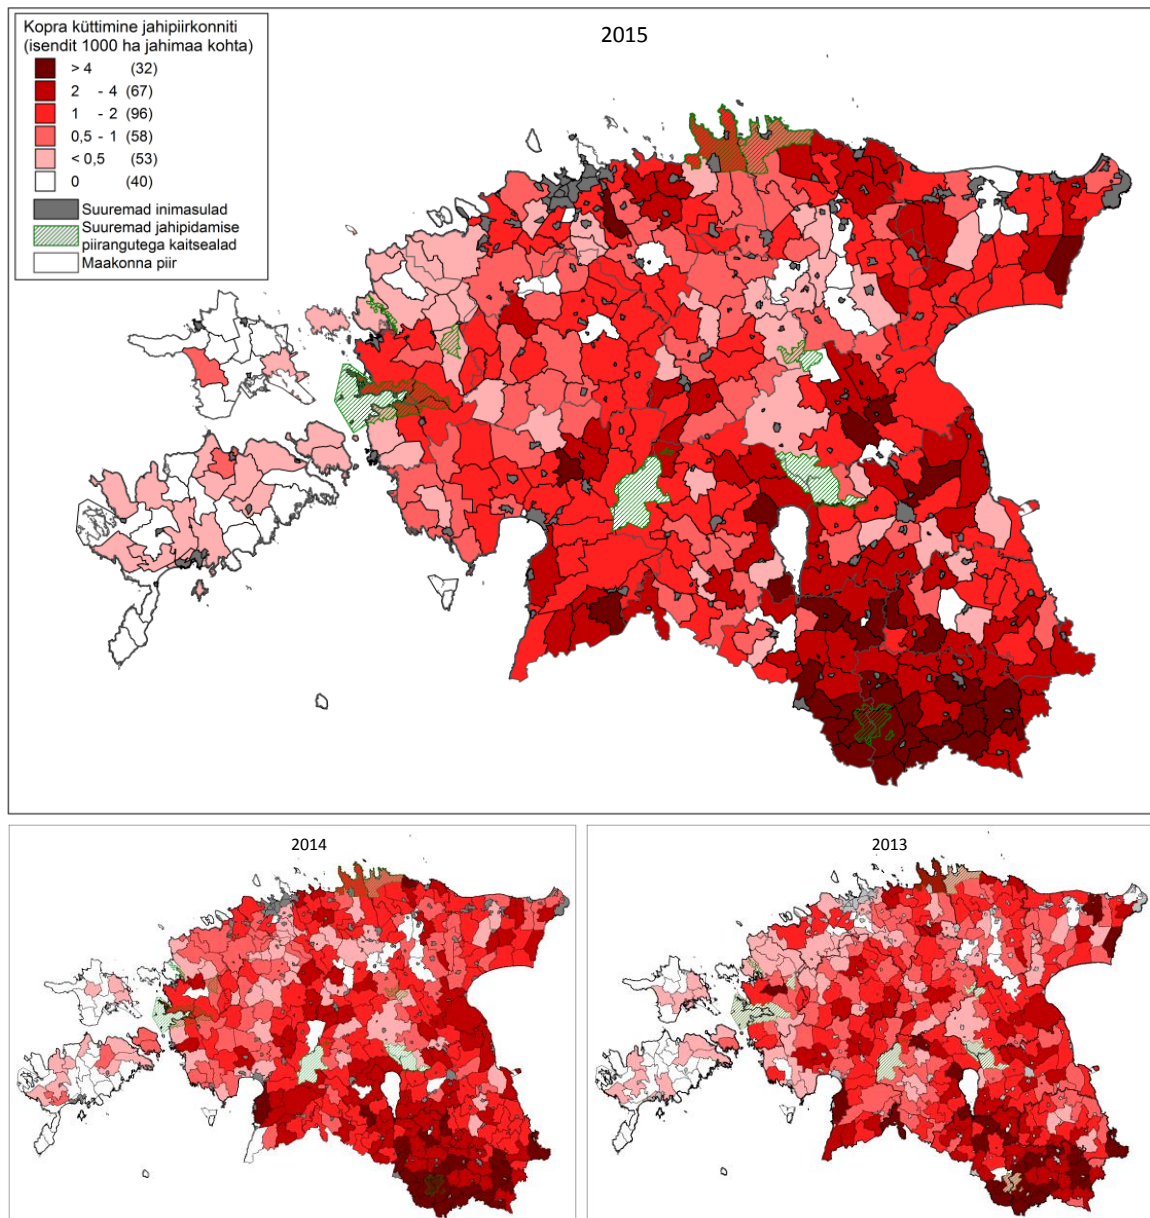 Kopra küttimine jahipiirkonniti
(isendit 1000 ha jahimaa kohta)
> 4 (32)
2 - 4 (67)
1 - 2 (96)
0,5 - 1 (58)
< 0,5 (53)
0 (40)
Suuremad inimasulad
Suuremad jahipidamise
piirangutega kaitsealad
Maakonna piir
2015
2014
2013